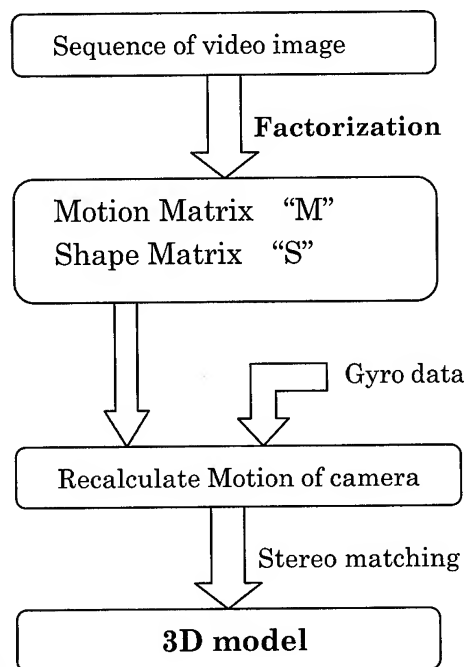 Sequence of video image
Factorization
Motion Matrix “M”
Shape Matrix “S”
Gyro data
Recalculate Motion of camera
Stereo matching
3D model